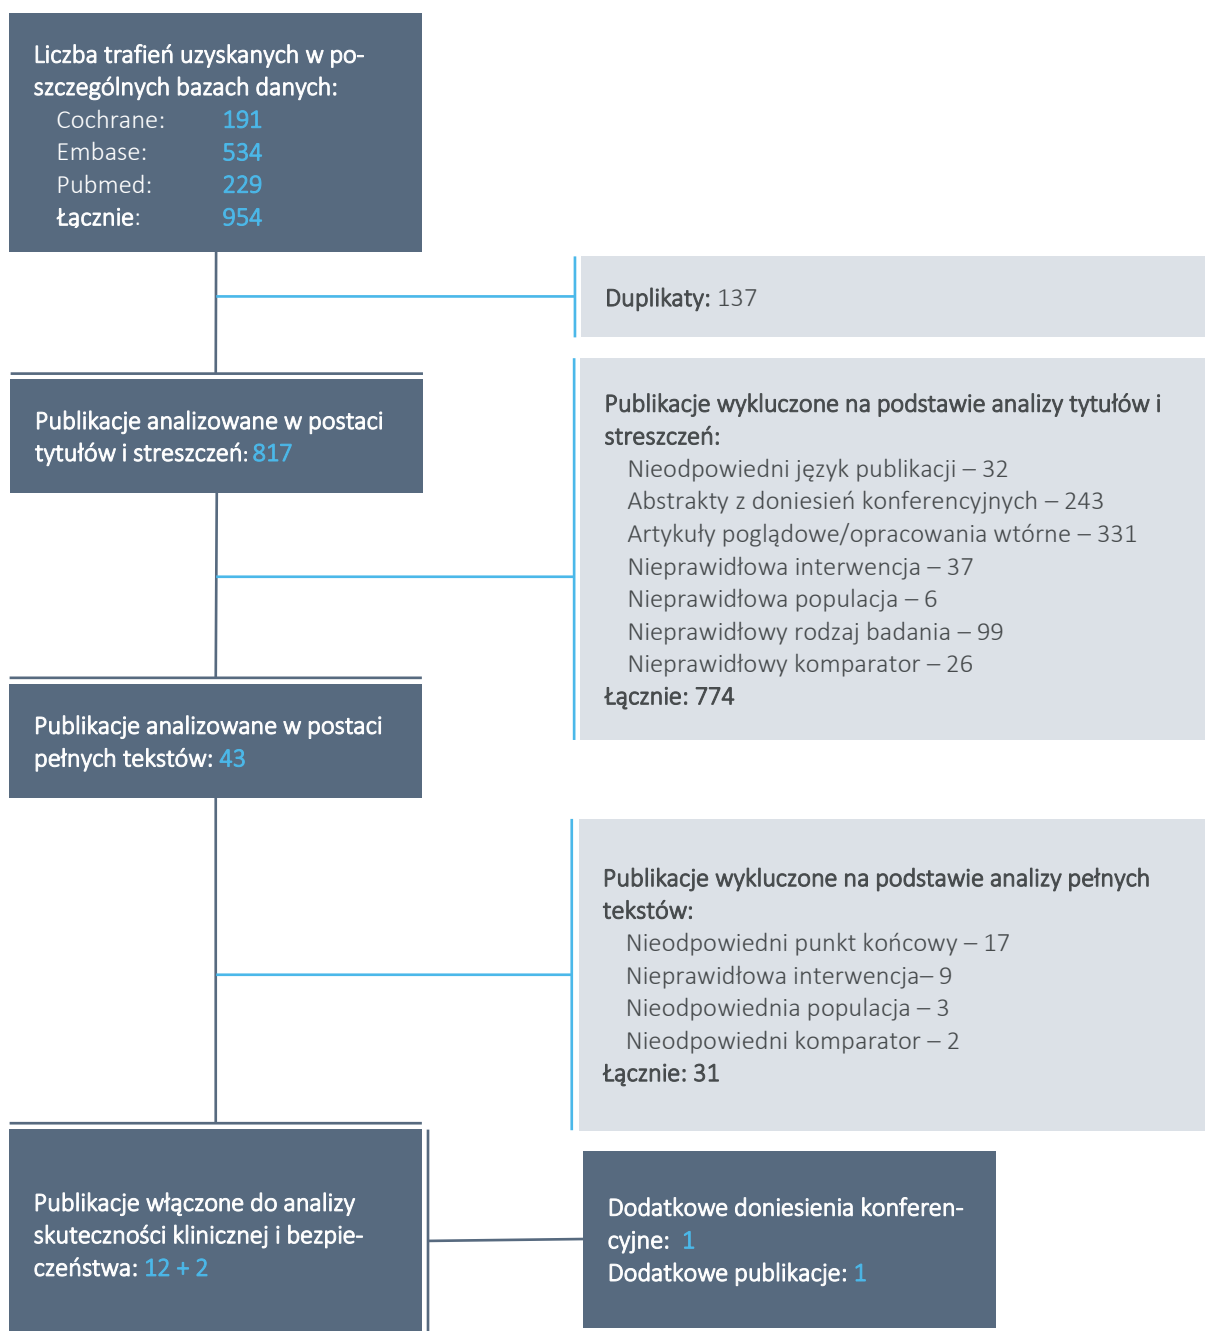 Liczba trafień uzyskanych w po-
szczególnych bazach danych:
Cochrane: 191
Embase: 534
Pubmed: 229
Łącznie: 954
Duplikaty: 137
Publikacje analizowane w postaci
tytułów i streszczeń: 817
Publikacje wykluczone na podstawie analizy tytułów i
streszczeń:
Nieodpowiedni język publikacji – 32
Abstrakty z doniesień konferencyjnych – 243
Artykuły poglądowe/opracowania wtórne – 331
Nieprawidłowa interwencja – 37
Nieprawidłowa populacja – 6
Nieprawidłowy rodzaj badania – 99
Nieprawidłowy komparator – 26
Łącznie: 774
Publikacje analizowane w postaci
pełnych tekstów: 43
Publikacje wykluczone na podstawie analizy pełnych
tekstów:
Nieodpowiedni punkt końcowy – 17
Nieprawidłowa interwencja– 9
Nieodpowiednia populacja – 3
Nieodpowiedni komparator – 2
Łącznie: 31
Publikacje włączone do analizy
skuteczności klinicznej i bezpie-
czeństwa: 12 + 2
Dodatkowe doniesienia konferen-
cyjne: 1
Dodatkowe publikacje: 1